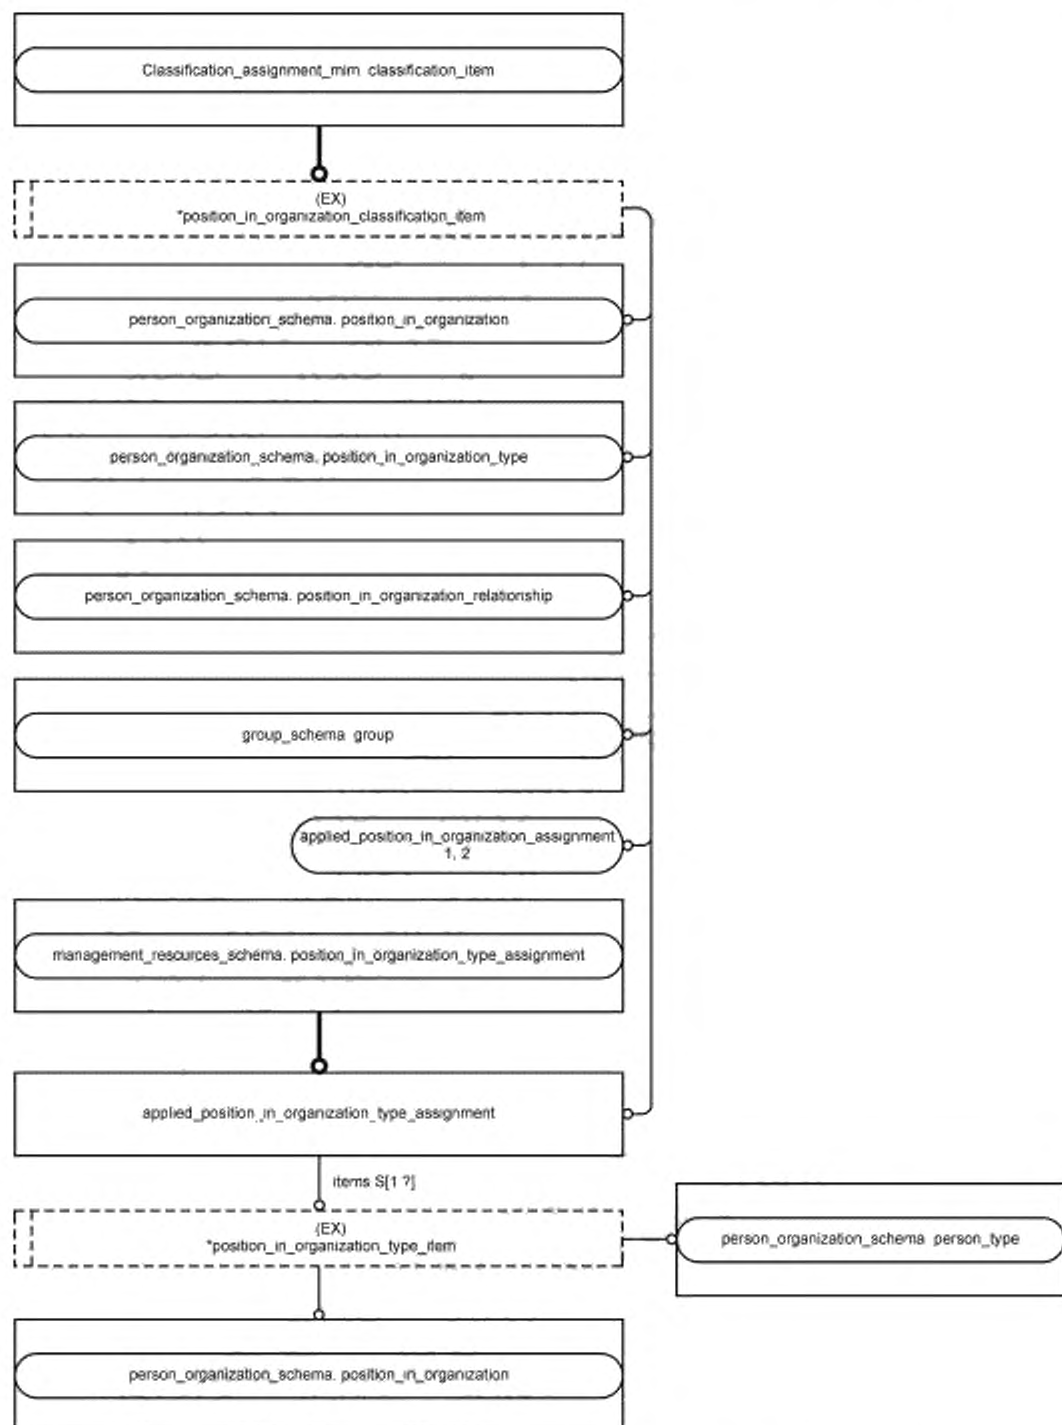 Classification_assignment_mim classification_item
(EX)
*position_in_organization_classification_item
person_organization_schema. position_in_organization
person_organization_schema. position_in_organization_type
person_organization_schema. position_in_organization_relationship
group_schema group
applied_position_in_organization_assignment
1, 2
management_rescurces_schema. position_in_organization_type_assignment
applied_position_in_organization_type_assignment
items S[1 ?]
(EX)
*position_in_organization_type_item
person_organization_schema person_type
person_organization_schema. position_in_organization